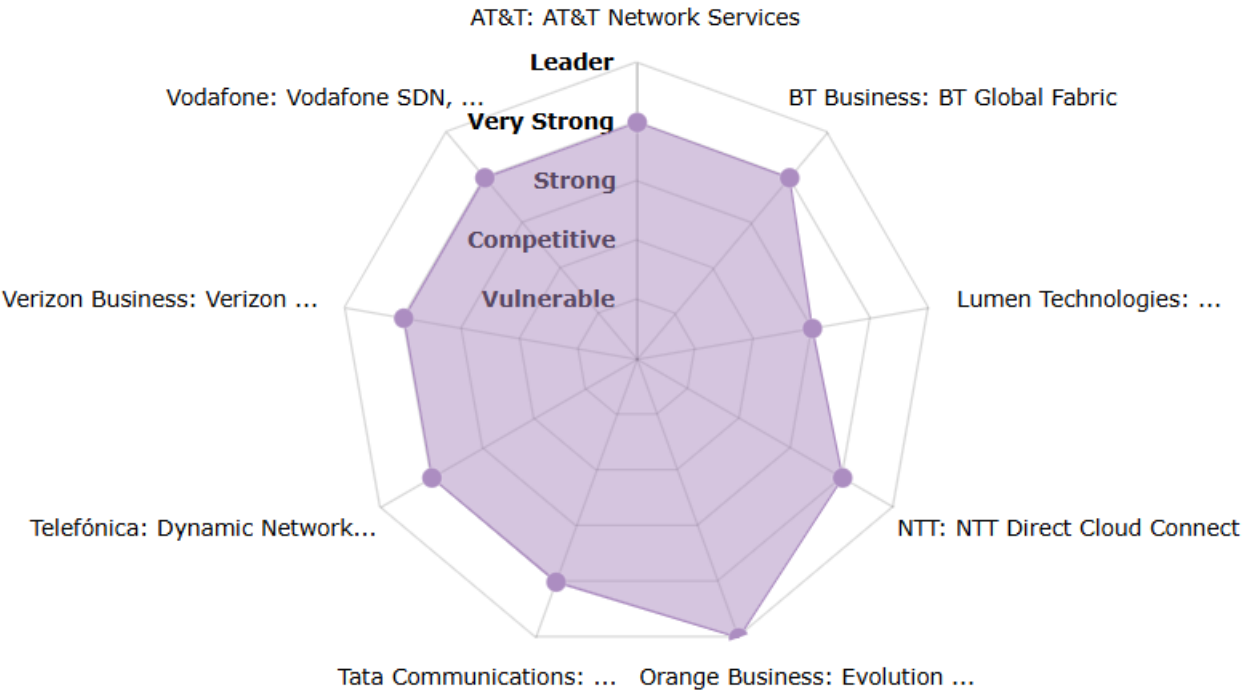 AT&T: AT&T Network Services
Leader
Vodafone: Vodafone SDN, ...
BT Business: BT Global Fabric
Very Strong
Strong
Competitive
Verizon Business: Verizon ...
Vulnerable
Lumen Technologies: ...
Telefónica: Dynamic Network...
NTT: NTT Direct Cloud Connect
Tata Communications: ...
Orange Business: Evolution ...